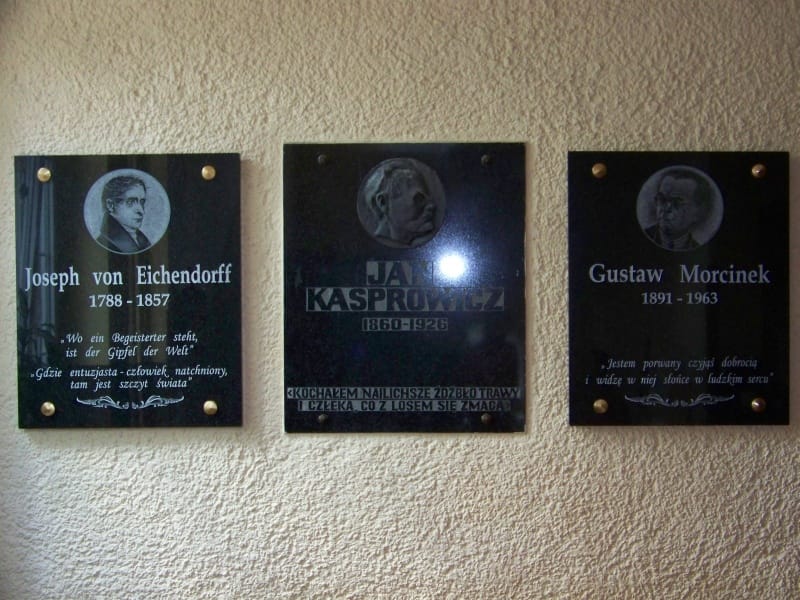 Joseph von Eichendorff
1788 - 1857
„Wo ein Begeisterter steht,
ist der Gipfel der Welt”
„Gdzie entuzjasta - człowiek natchniony,
tam jest szczyt świata”
JAN
KASPROWICZ
1860-1926
«KOCHAŁEM NAJLICHSZE ŹDŹBŁO TRAWY
I CZŁEKA, CO Z LOSEM SIĘ ZMAGA»
Gustaw Morcinek
1891 - 1963
„Jestem porwany czyjąś dobrocią
i widzę w niej słońce w ludzkim sercu”